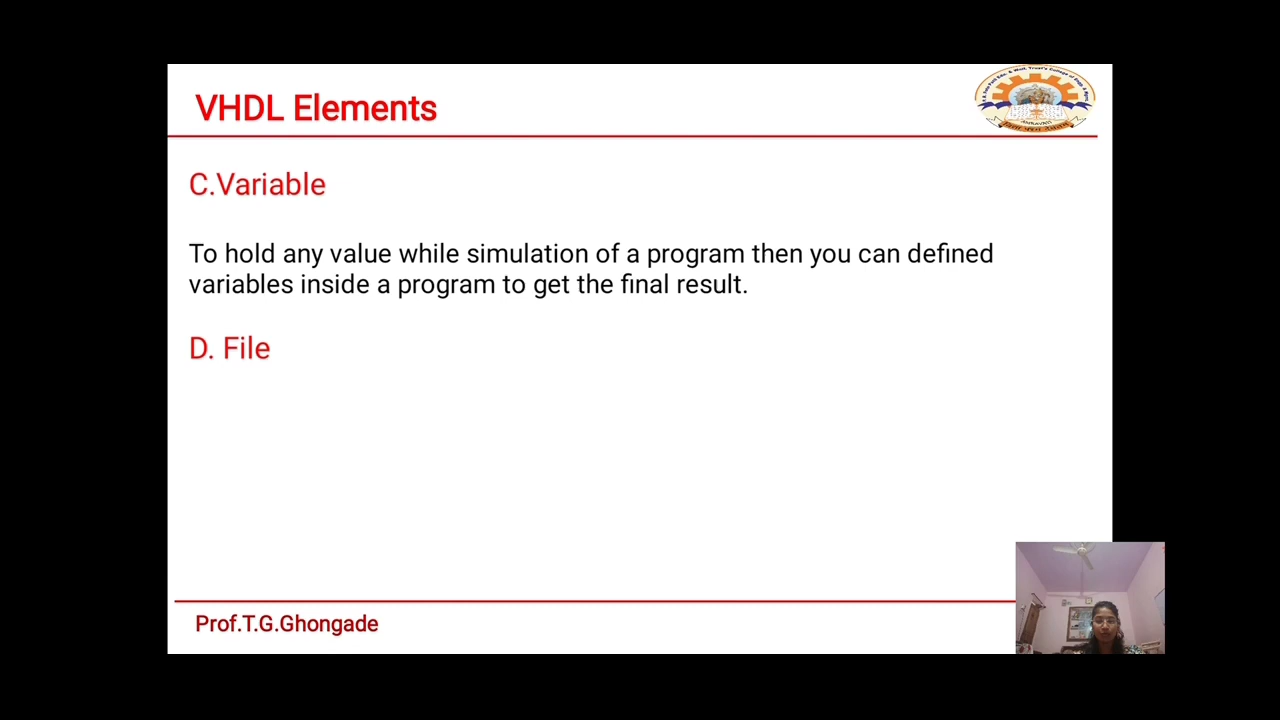 VHDL Elements
C.Variable
To hold any value while simulation of a program then you can defined
variables inside a program to get the final result.
D. File
Prof.T.G.Ghongade